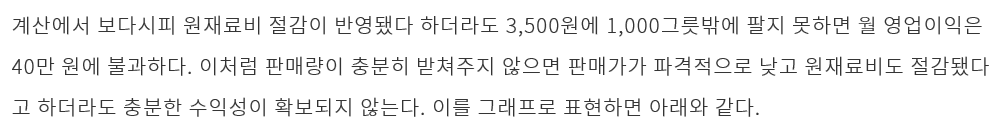 계산에서 보다시피 원재료비 절감이 반영됐다 하더라도 3,500원에 1,000그릇밖에 팔지 못하면 월 영업이익은
40만 원에 불과하다. 이처럼 판매량이 충분히 받쳐주지 않으면 판매가가 파격적으로 낮고 원재료비도 절감됐다
고 하더라도 충분한 수익성이 확보되지 않는다. 이를 그래프로 표현하면 아래와 같다.